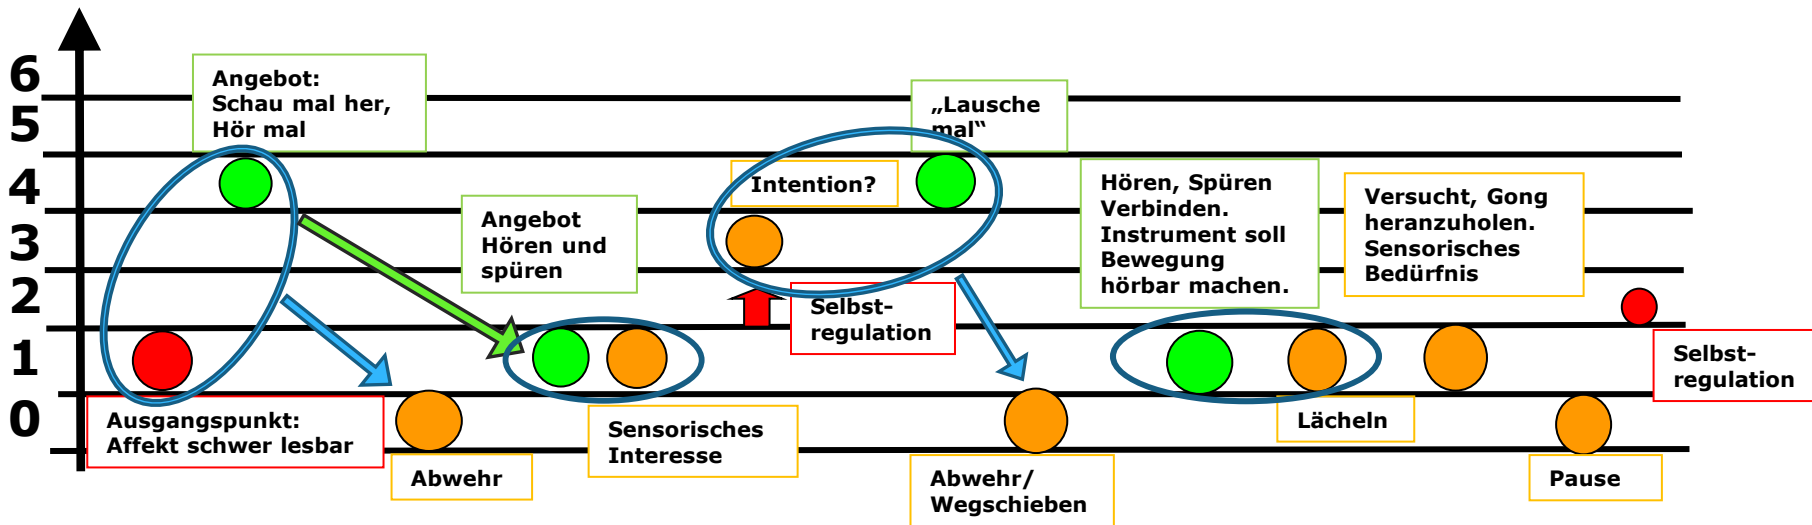 6
5
4
3
2
1
0
Angebot:
Schau mal her,
Hör mal
Ausgangspunkt:
Affekt schwer lesbar
Abwehr
Angebot
Hören und
spüren
Sensorisches
Interesse
Intention?
Selbst-
regulation
„Lausche
mal“
Abwehr/
Wegschieben
Hören, Spüren
Verbinden.
Instrument soll
Bewegung
hörbar machen.
Lächeln
Versucht, Gong
heranzuholen.
Sensorisches
Bedürfnis
Pause
Selbst-
regulation